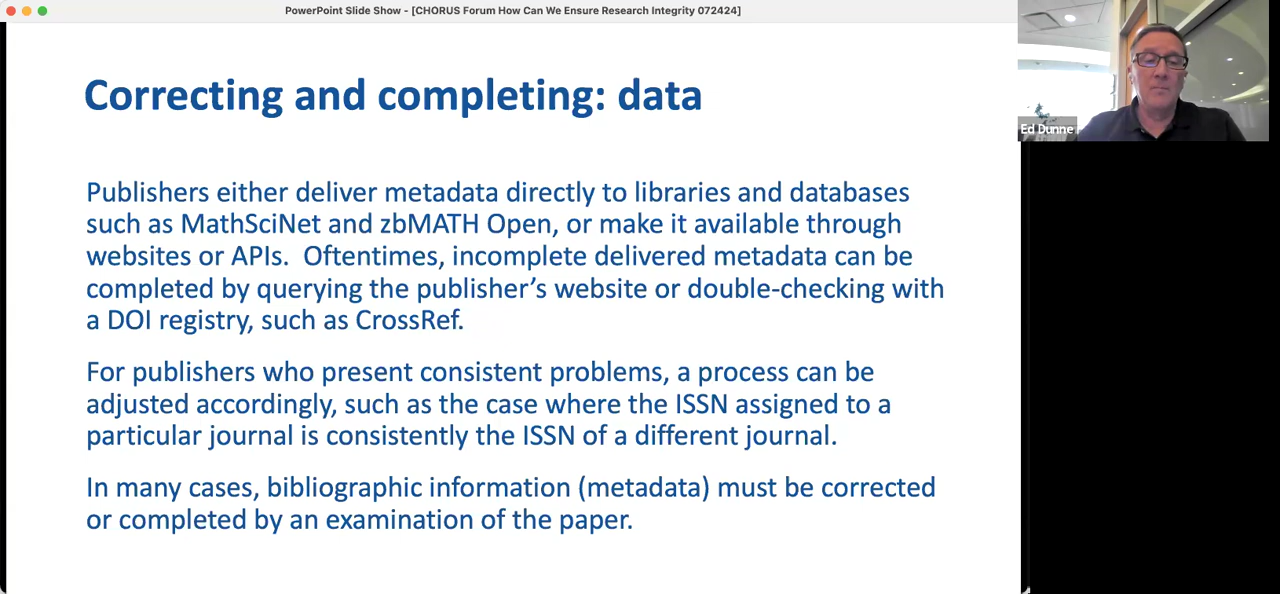 PowerPoint Slide Show - [CHORUS Forum How Can We Ensure Research Integrity 072424]
Correcting and completing: data
Publishers either deliver metadata directly to libraries and databases
such as MathSciNet and zbMATH Open, or make it available through
websites or APIs.  Oftentimes, incomplete delivered metadata can be
completed by querying the publisher’s website or double-checking with
a DOI registry, such as CrossRef.
For publishers who present consistent problems, a process can be
adjusted accordingly, such as the case where the ISSN assigned to a
particular journal is consistently the ISSN of a different journal.
In many cases, bibliographic information (metadata) must be corrected
or completed by an examination of the paper.
Ed Dunne